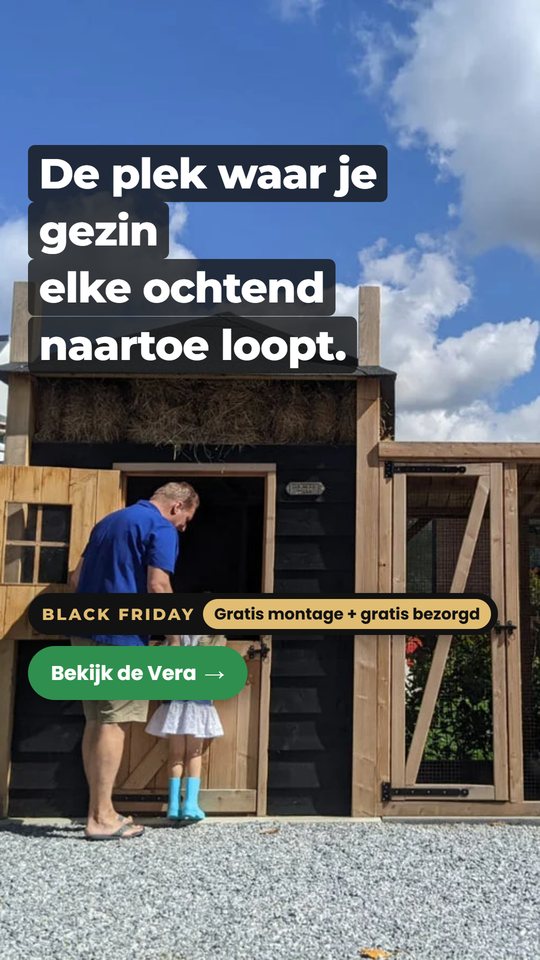 De plek waar je
gezin
elke ochtend
naartoe loopt.
BLACK FRIDAY Gratis montage + gratis bezorgd
Bekijk de Vera →